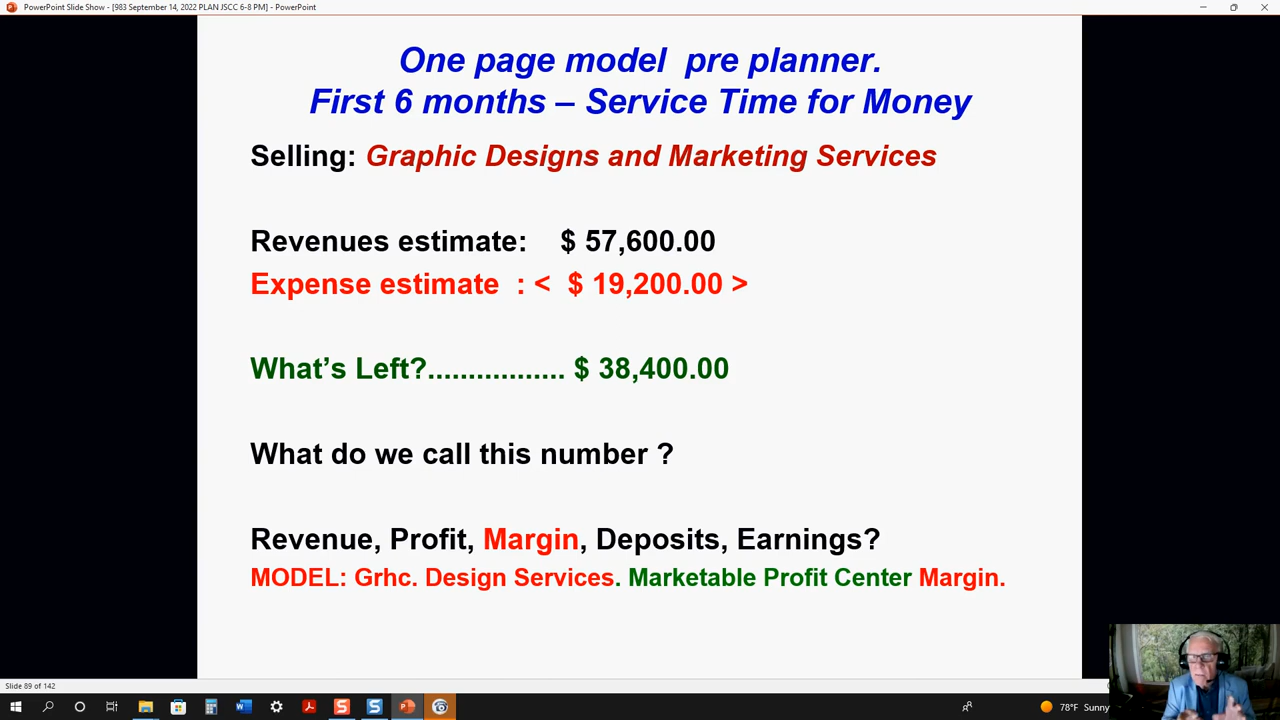 PowerPoint Slide Show - [983 September 14, 2022 PLAN JSCC 6-8 PM] - PowerPoint
One page model pre planner.
First 6 months – Service Time for Money
Selling: Graphic Designs and Marketing Services
Revenues estimate: $ 57,600.00
Expense estimate : < $ 19,200.00 >
What’s Left?................. $ 38,400.00
What do we call this number ?
Revenue, Profit, Margin, Deposits, Earnings?
MODEL: Grhc. Design Services. Marketable Profit Center Margin.
Slide 89 of 142
78°F Sunny